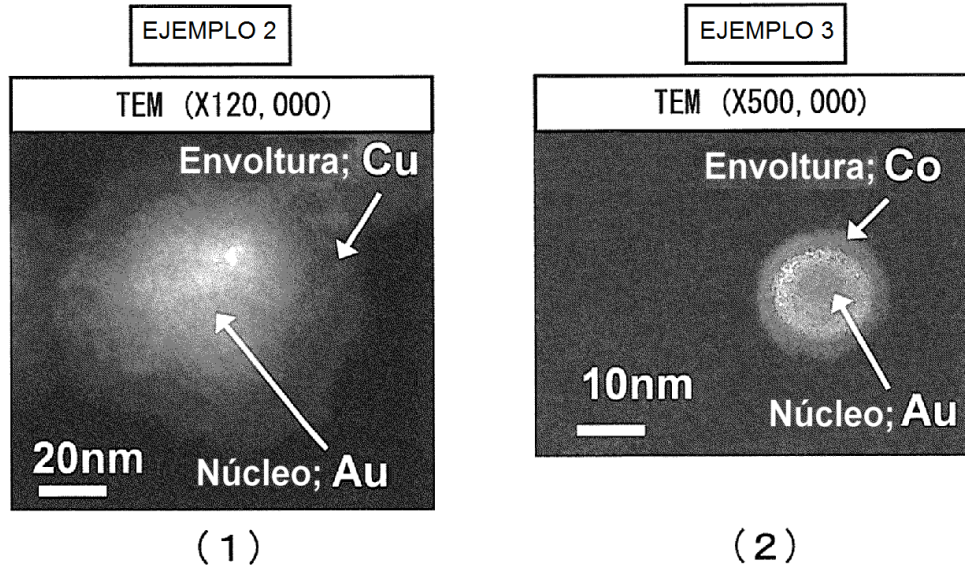 EJEMPLO 2
TEM (X120,000)
Envoltura; Cu
Núcleo; Au
20nm
(1)
EJEMPLO 3
TEM (X500,000)
Envoltura; Co
10nm
Núcleo; Au
(2)